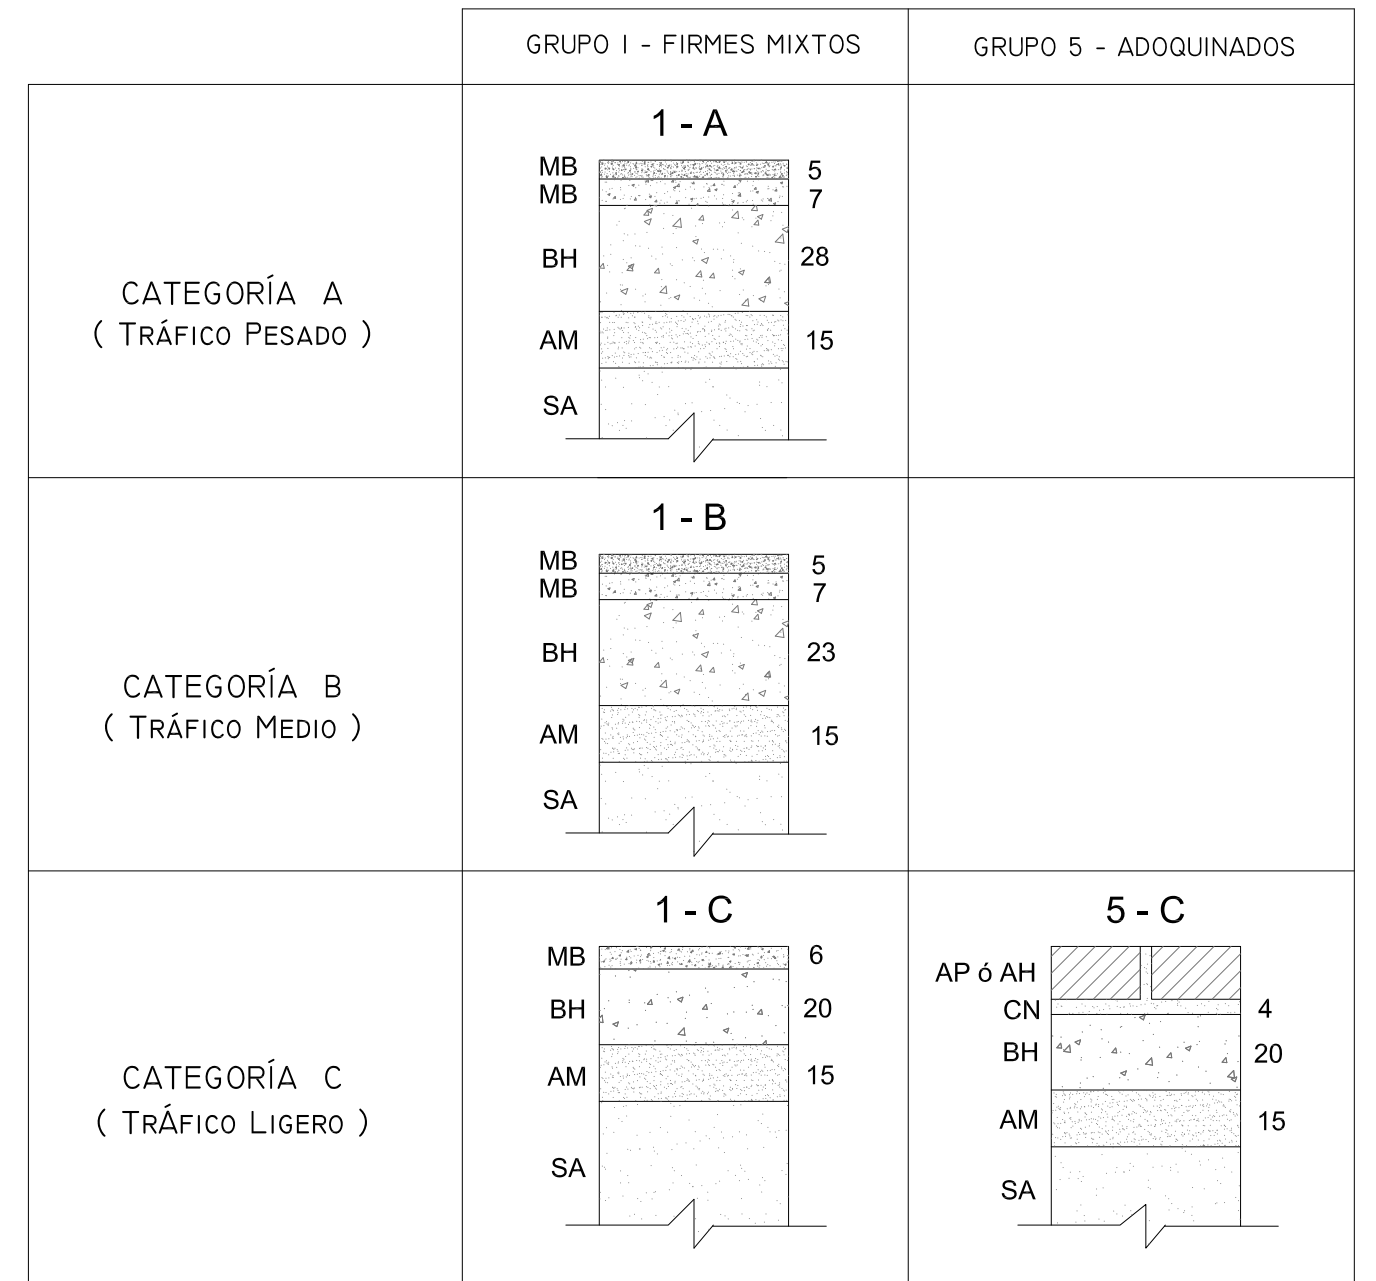 GRUPO 1 - FIRMES MIXTOS
GRUPO 5 - ADOQUINADOS
CATEGORÍA A
( TRÁFICO PESADO )
1 - A
MB 5
MB 7
BH 28
AM 15
SA
CATEGORÍA B
( TRÁFICO MEDIO )
1 - B
MB 5
MB 7
BH 23
AM 15
SA
CATEGORÍA C
( TRÁFICO LIGERO )
1 - C
MB 6
BH 20
AM 15
SA
5 - C
AP ó AH
CN 4
BH 20
AM 15
SA